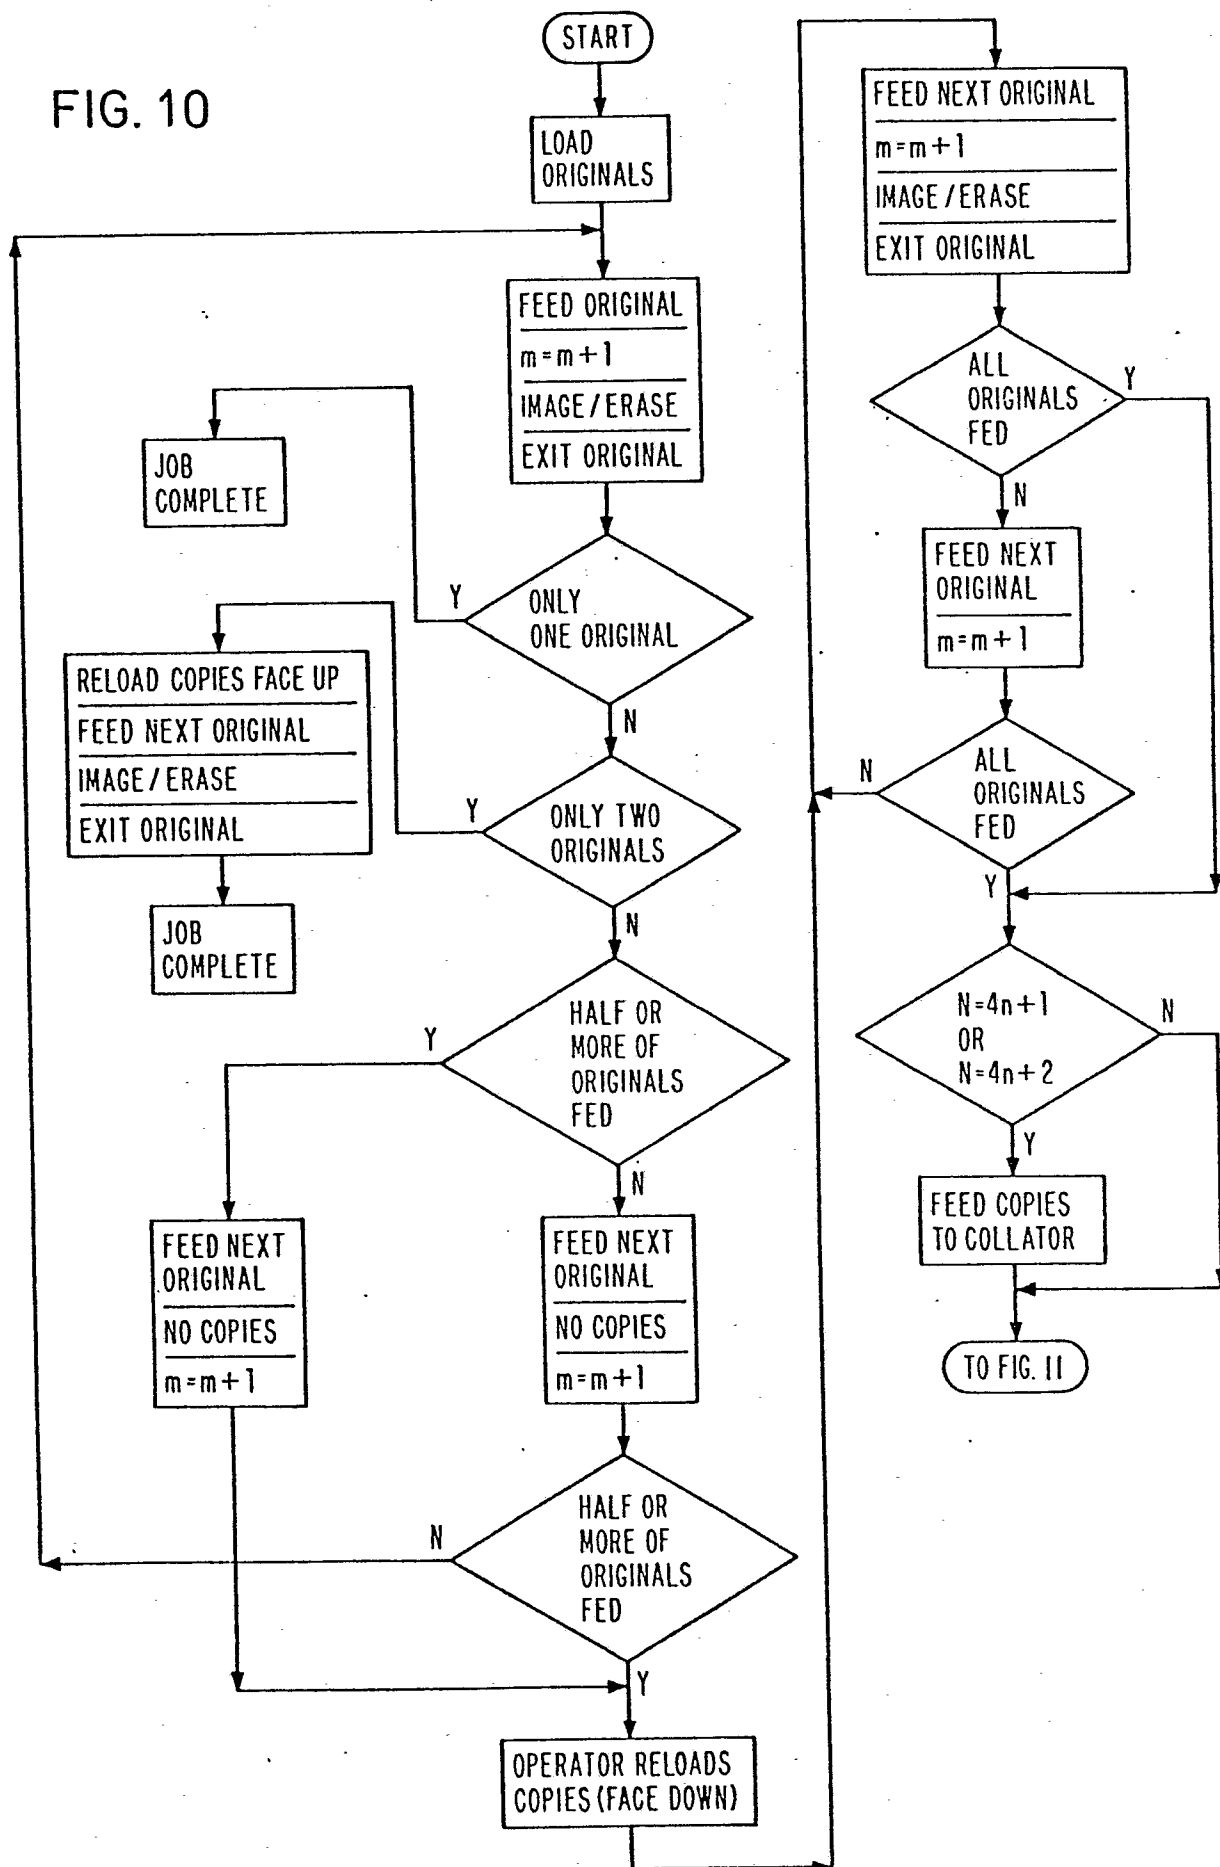 FIG. 10
START
LOAD
ORIGINALS
FEED ORIGINAL
m=m+1
IMAGE/ERASE
EXIT ORIGINAL
JOB
COMPLETE
Y
ONLY
ONE ORIGINAL
N
RELOAD COPIES FACE UP
FEED NEXT ORIGINAL
IMAGE/ERASE
EXIT ORIGINAL
Y
ONLY TWO
ORIGINALS
N
JOB
COMPLETE
Y
HALF OR
MORE OF
ORIGINALS
FED
N
FEED NEXT
ORIGINAL
NO COPIES
m=m+1
FEED NEXT
ORIGINAL
NO COPIES
m=m+1
N
HALF OR
MORE OF
ORIGINALS
FED
Y
OPERATOR RELOADS
COPIES (FACE DOWN)
FEED NEXT ORIGINAL
m=m+1
IMAGE/ERASE
EXIT ORIGINAL
ALL
ORIGINALS
FED
Y
N
FEED NEXT
ORIGINAL
m=m+1
N
ALL
ORIGINALS
FED
Y
N=4n+1
OR
N=4n+2
N
Y
FEED COPIES
TO COLLATOR
TO FIG. 11